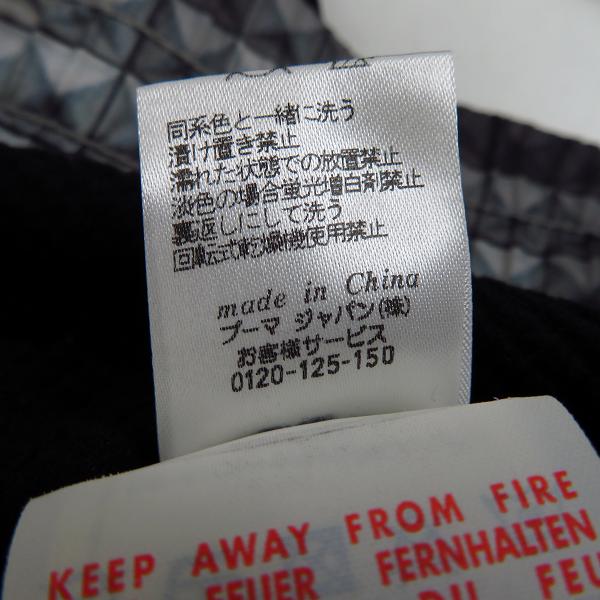 同系色と一緒に洗う
漬け置き禁止
濡れた状態での放置禁止
淡色の場合蛍光増白剤禁止
裏返しにして洗う
回転式乾燥機使用禁止
made in China
プーマ ジャパン(株)
お客様サービス
0120-125-150
KEEP AWAY FROM FIRE
FEUER FERNHALTEN
DU FEU